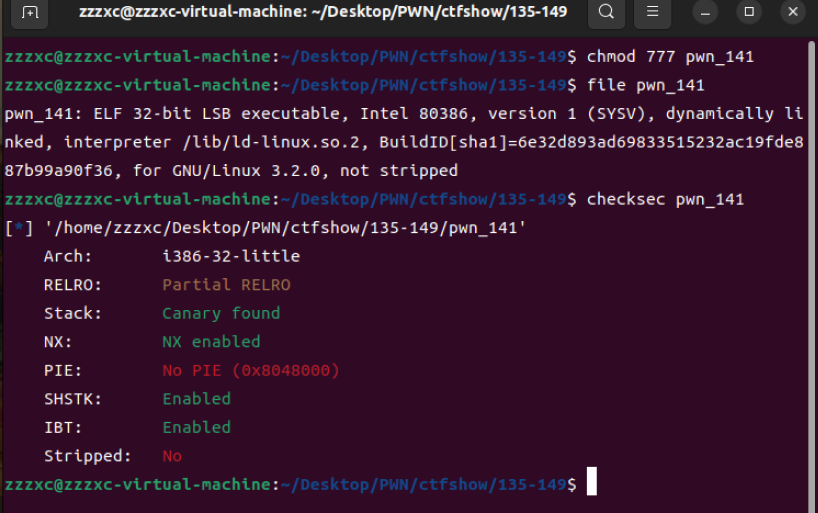 zzzxc@zzzxc-virtual-machine: ~/Desktop/PWN/ctfshow/135-149
zzzxc@zzzxc-virtual-machine:~/Desktop/PWN/ctfshow/135-149$ chmod 777 pwn_141
zzzxc@zzzxc-virtual-machine:~/Desktop/PWN/ctfshow/135-149$ file pwn_141
pwn_141: ELF 32-bit LSB executable, Intel 80386, version 1 (SYSV), dynamically li
nked, interpreter /lib/ld-linux.so.2, BuildID[sha1]=6e32d893ad69833515232ac19fde8
87b99a90f36, for GNU/Linux 3.2.0, not stripped
zzzxc@zzzxc-virtual-machine:~/Desktop/PWN/ctfshow/135-149$ checksec pwn_141
[*] '/home/zzzxc/Desktop/PWN/ctfshow/135-149/pwn_141'
Arch: i386-32-little
RELRO: Partial RELRO
Stack: Canary found
NX: NX enabled
PIE: No PIE (0x8048000)
SHSTK: Enabled
IBT: Enabled
Stripped: No
zzzxc@zzzxc-virtual-machine:~/Desktop/PWN/ctfshow/135-149$